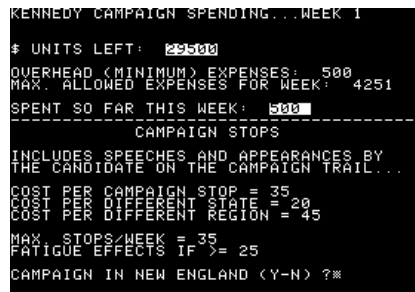 KENNEDY CAMPAIGN SPENDING...WEEK 1
$ UNITS LEFT: 29500
OVERHEAD (MINIMUM) EXPENSES: 500
MAX. ALLOWED EXPENSES FOR WEEK: 4251
SPENT SO FAR THIS WEEK: 500
----------------------------------------
CAMPAIGN STOPS
INCLUDES SPEECHES AND APPEARANCES BY
THE CANDIDATE ON THE CAMPAIGN TRAIL...
COST PER CAMPAIGN STOP = 35
COST PER DIFFERENT STATE = 20
COST PER DIFFERENT REGION = 45
MAX. STOPS/WEEK = 35
FATIGUE EFFECTS IF >= 25
CAMPAIGN IN NEW ENGLAND (Y-N) ?